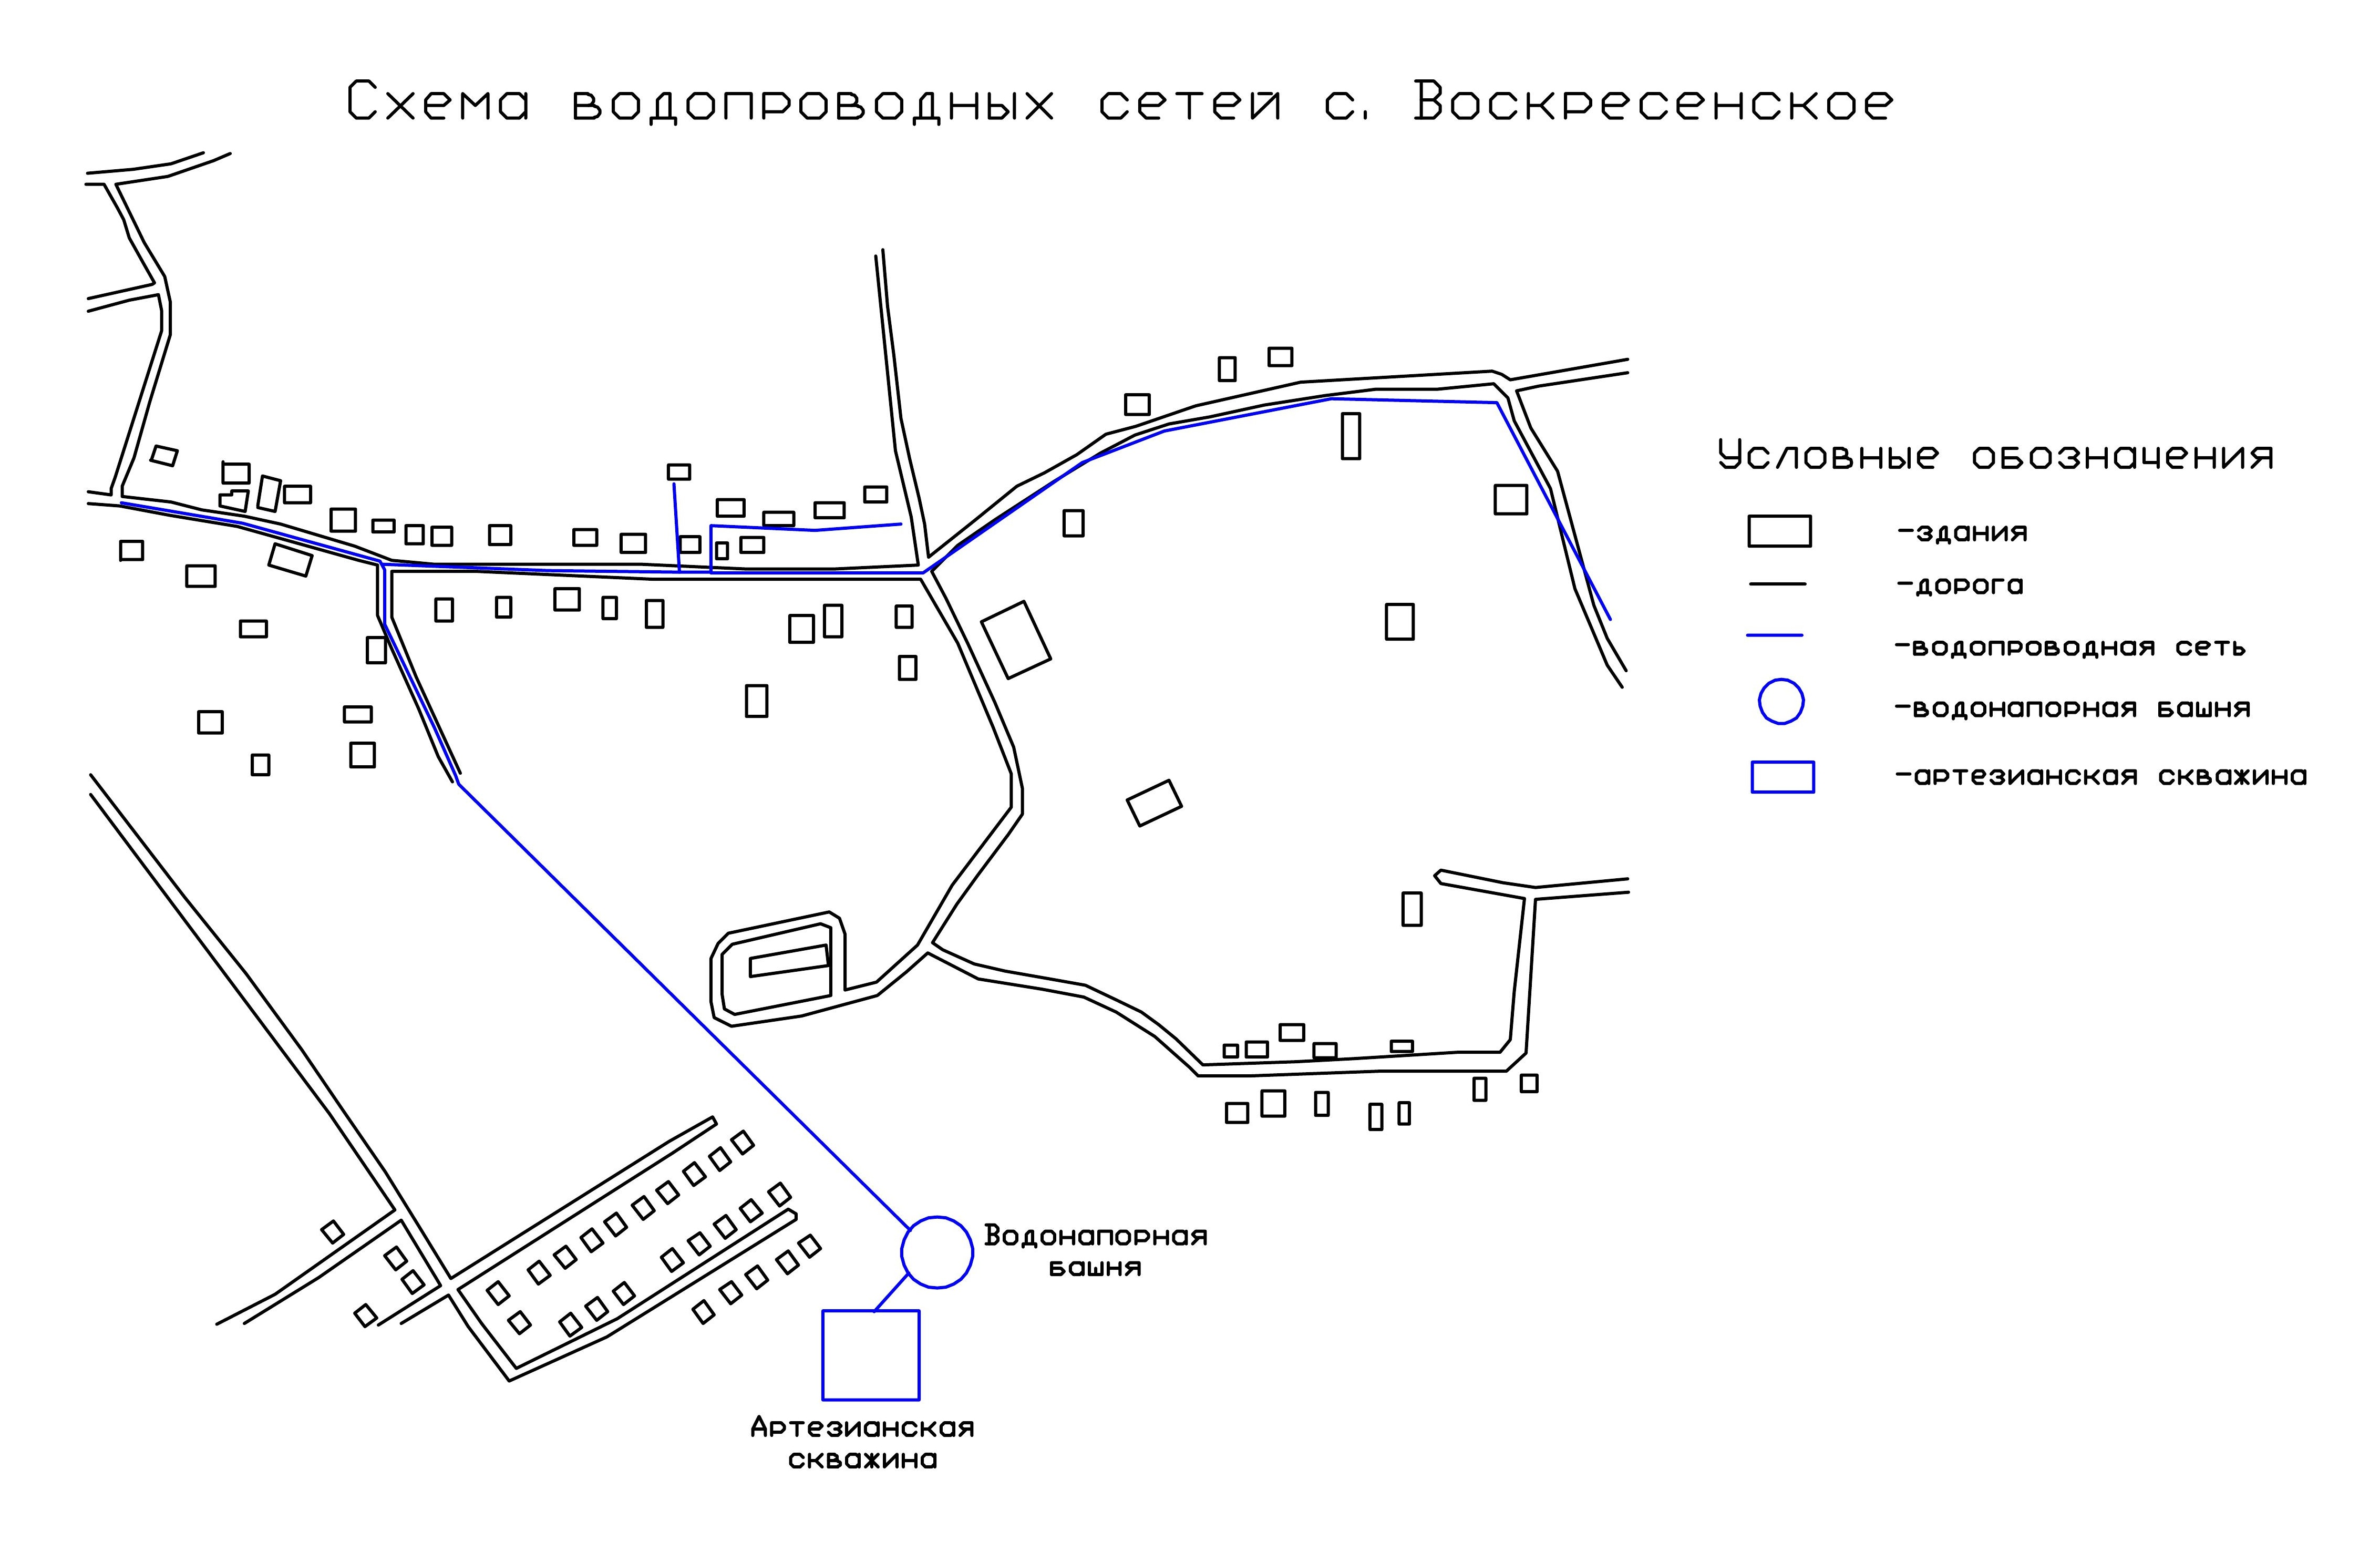 Схема водопроводных сетей с. Воскресенское
Условные обозначения
-здания
-дорога
-водопроводная сеть
-водонапорная башня
-артезианская скважина
Водонапорная
башня
Артезианская
скважина